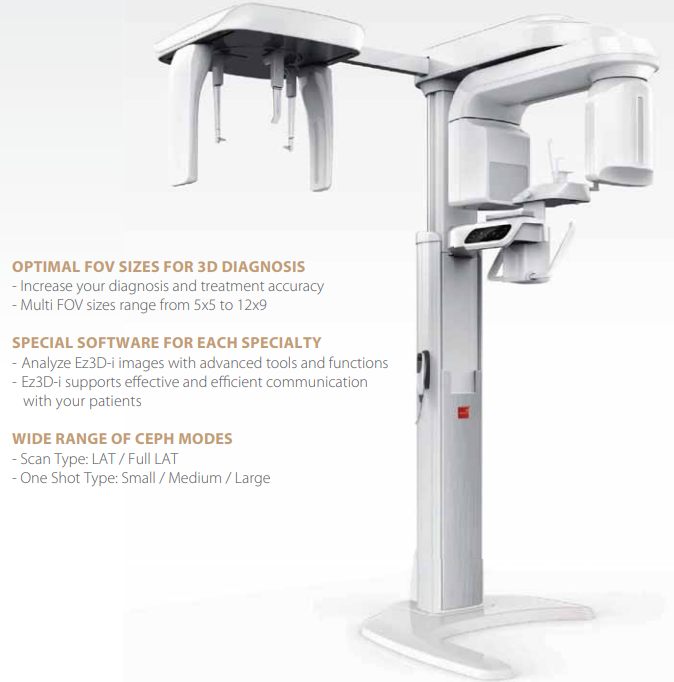 OPTIMAL FOV SIZES FOR 3D DIAGNOSIS
- Increase your diagnosis and treatment accuracy
- Multi FOV sizes range from 5x5 to 12x9
SPECIAL SOFTWARE FOR EACH SPECIALTY
- Analyze Ez3D-i images with advanced tools and functions
- Ez3D-i supports effective and efficient communication
with your patients
WIDE RANGE OF CEPH MODES
- Scan Type: LAT / Full LAT
- One Shot Type: Small / Medium / Large